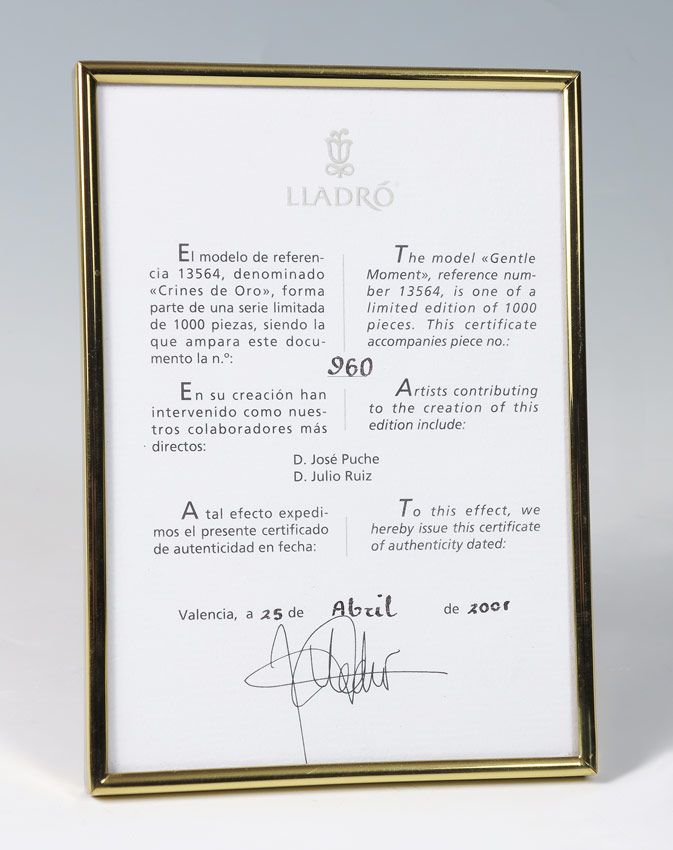 LLADRÓ
El modelo de referen-
cia 13564, denominado
«Crines de Oro», forma
parte de una serie limitada
de 1000 piezas, siendo la
que ampara este docu-
mento la n.º:
The model «Gentle
Moment», reference num-
ber 13564, is one of a
limited edition of 1000
pieces. This certificate
accompanies piece no.:
960
En su creación han
intervenido como nues-
tros colaboradores más
directos:
Artists contributing
to the creation of this
edition include:
D. José Puche
D. Julio Ruiz
A tal efecto expedi-
mos el presente certificado
de autenticidad en fecha:
To this effect, we
hereby issue this certificate
of authenticity dated:
Valencia, a 25 de Abril de 2001